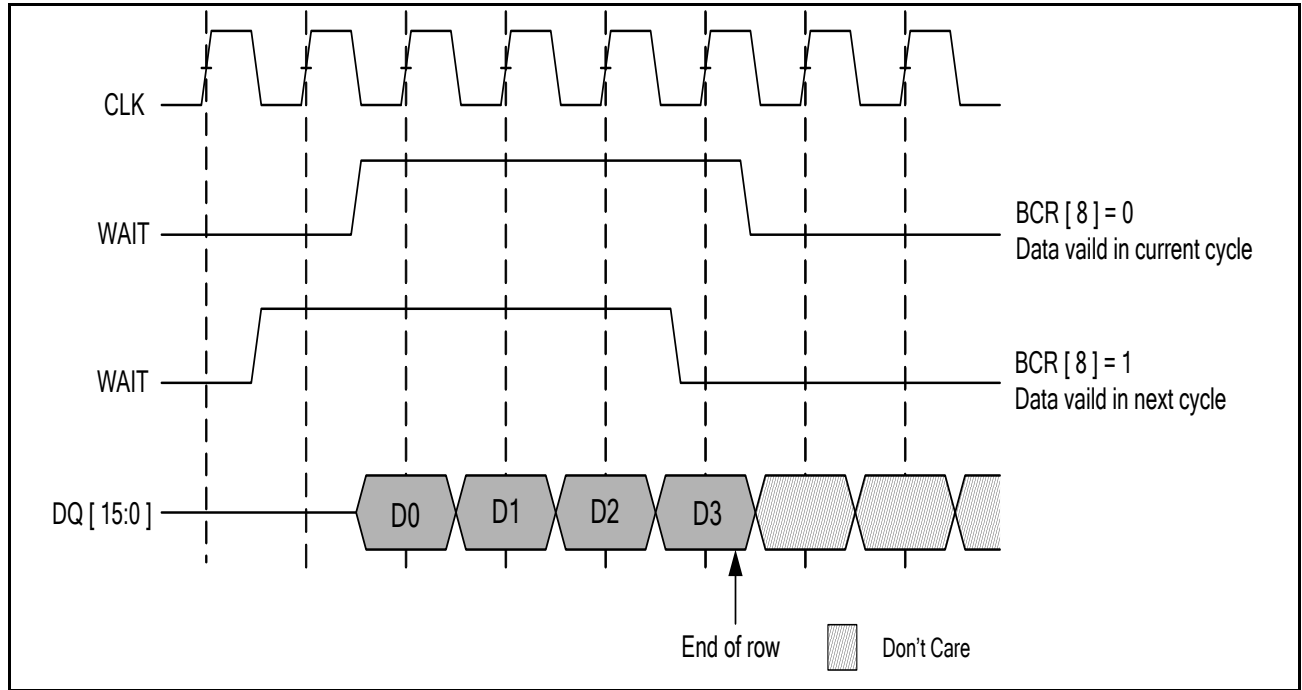 CLK
WAIT
BCR [ 8 ] = 0
Data vaild in current cycle
WAIT
BCR [ 8 ] = 1
Data vaild in next cycle
DQ [ 15:0 ]
D0
D1
D2
D3
End of row
Don't Care